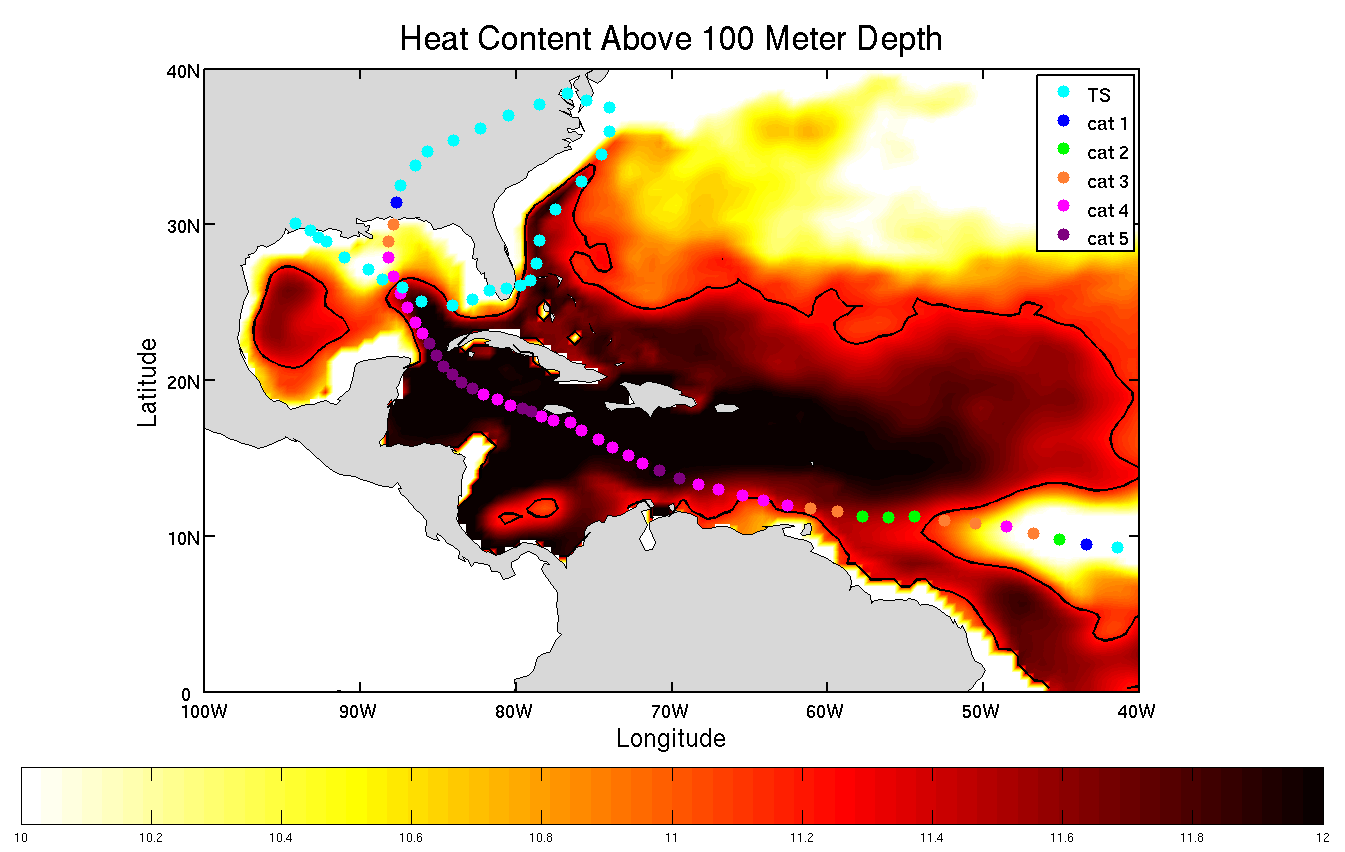 Heat Content Above 100 Meter Depth
40N
30N
20N
10N
0
Latitude
TS
cat 1
cat 2
cat 3
cat 4
cat 5
100W 90W 80W 70W 60W 50W 40W
Longitude
10 10.2 10.4 10.6 10.8 11 11.2 11.4 11.6 11.8 12